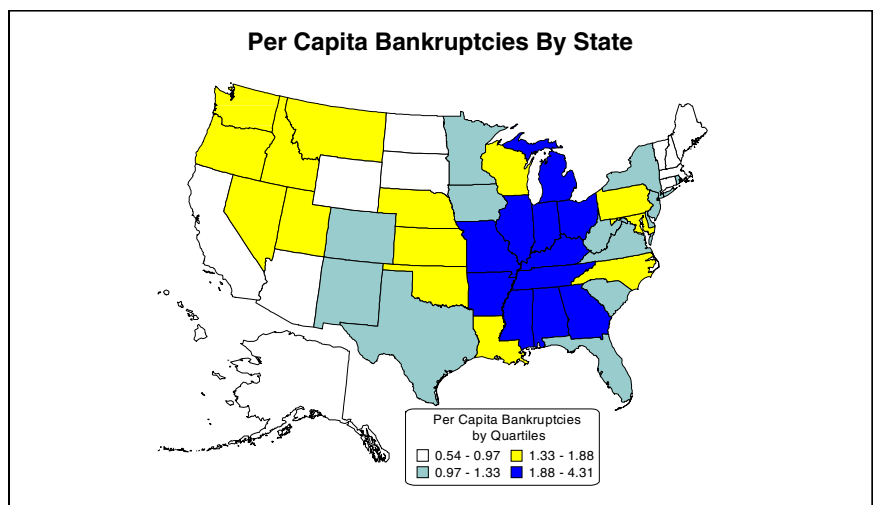 Per Capita Bankruptcies By State
Per Capita Bankruptcies
by Quartiles
0.54 - 0.97 1.33 - 1.88
0.97 - 1.33 1.88 - 4.31